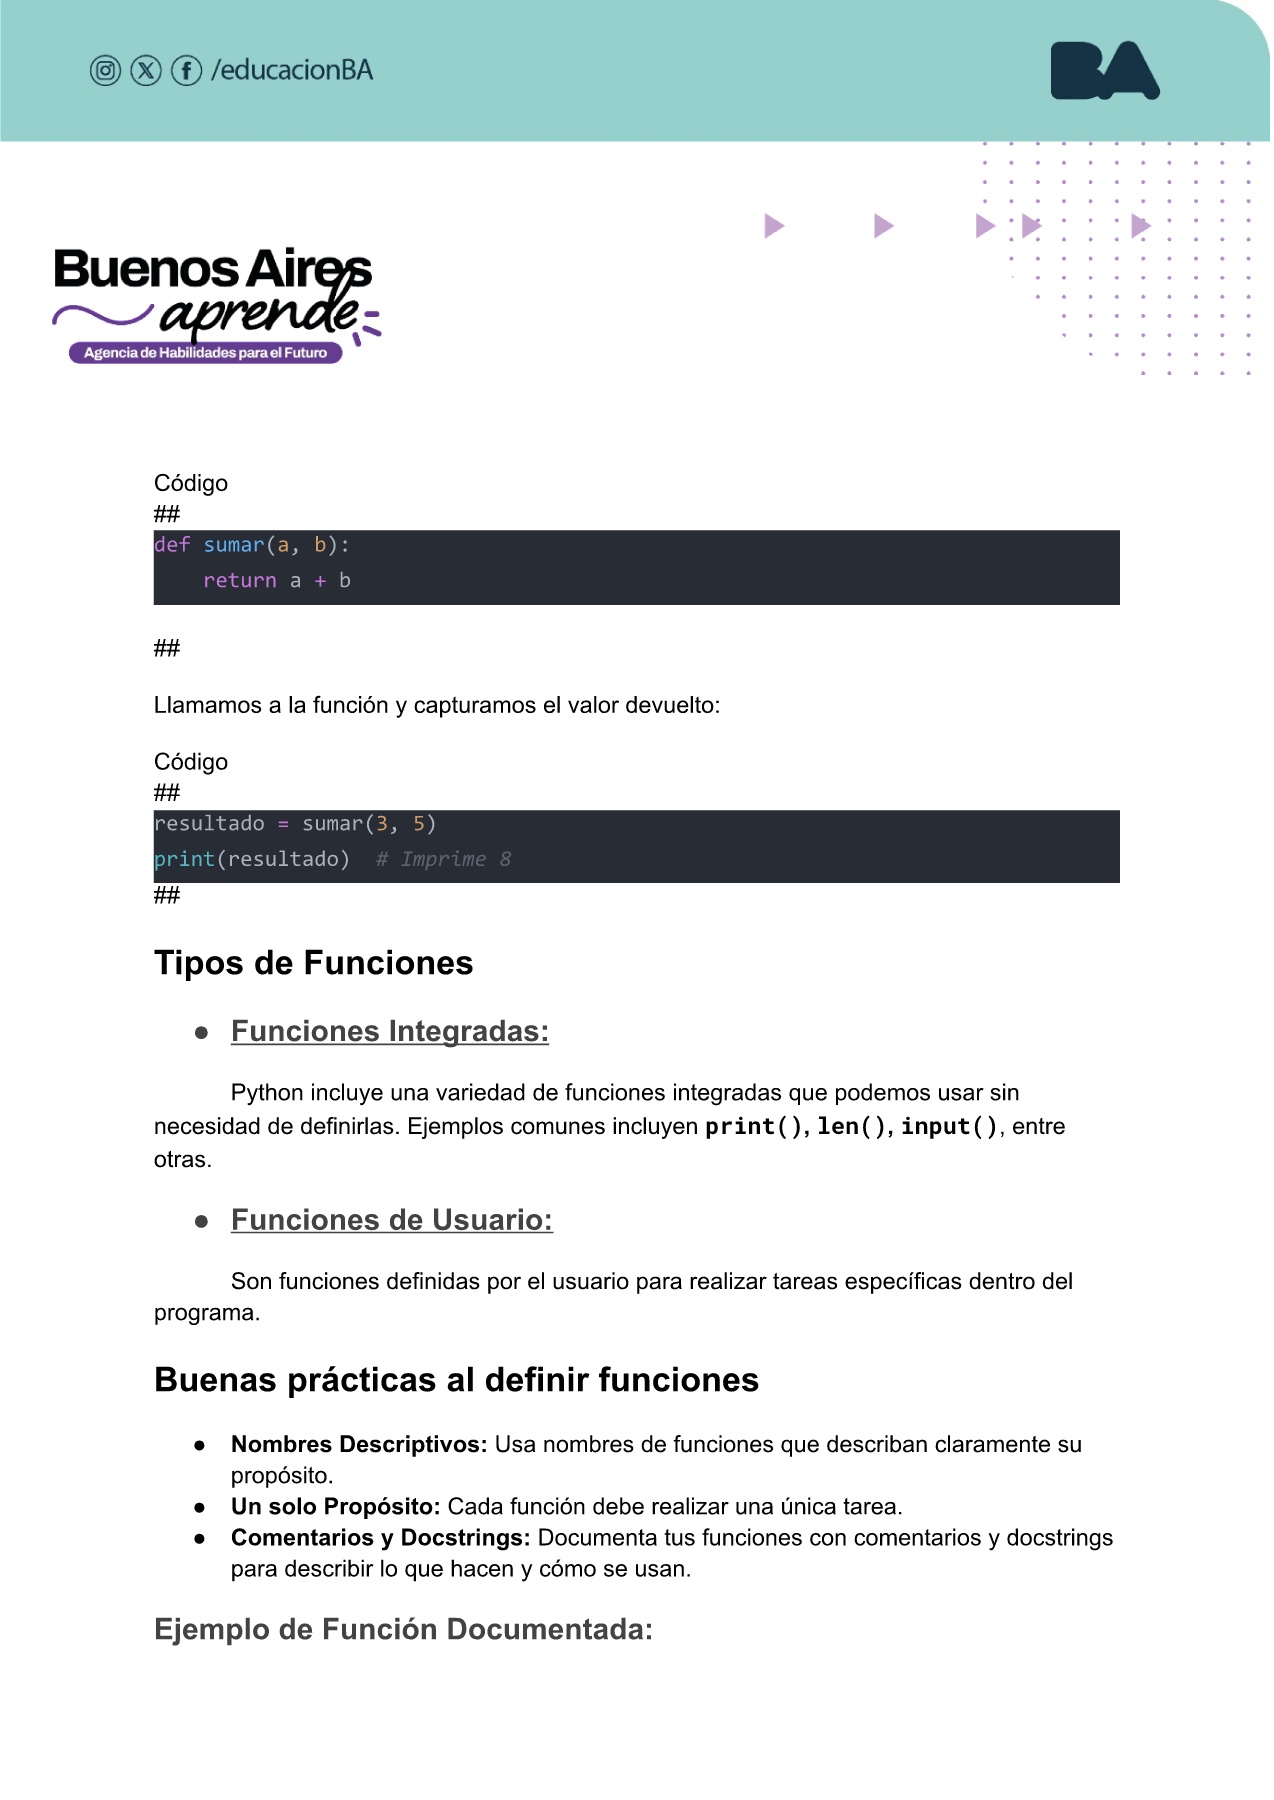 /educacionBA
BA
Buenos Aires
aprende
Agencia de Habilidades para el Futuro
Código
##
def sumar(a, b):
    return a + b
##
Llamamos a la función y capturamos el valor devuelto:
Código
##
resultado = sumar(3, 5)
print(resultado)  # Imprime 8
##
Tipos de Funciones
● Funciones Integradas:
Python incluye una variedad de funciones integradas que podemos usar sin
necesidad de definirlas. Ejemplos comunes incluyen print(), len(), input(), entre
otras.
● Funciones de Usuario:
Son funciones definidas por el usuario para realizar tareas específicas dentro del
programa.
Buenas prácticas al definir funciones
● Nombres Descriptivos: Usa nombres de funciones que describan claramente su
propósito.
● Un solo Propósito: Cada función debe realizar una única tarea.
● Comentarios y Docstrings: Documenta tus funciones con comentarios y docstrings
para describir lo que hacen y cómo se usan.
Ejemplo de Función Documentada: